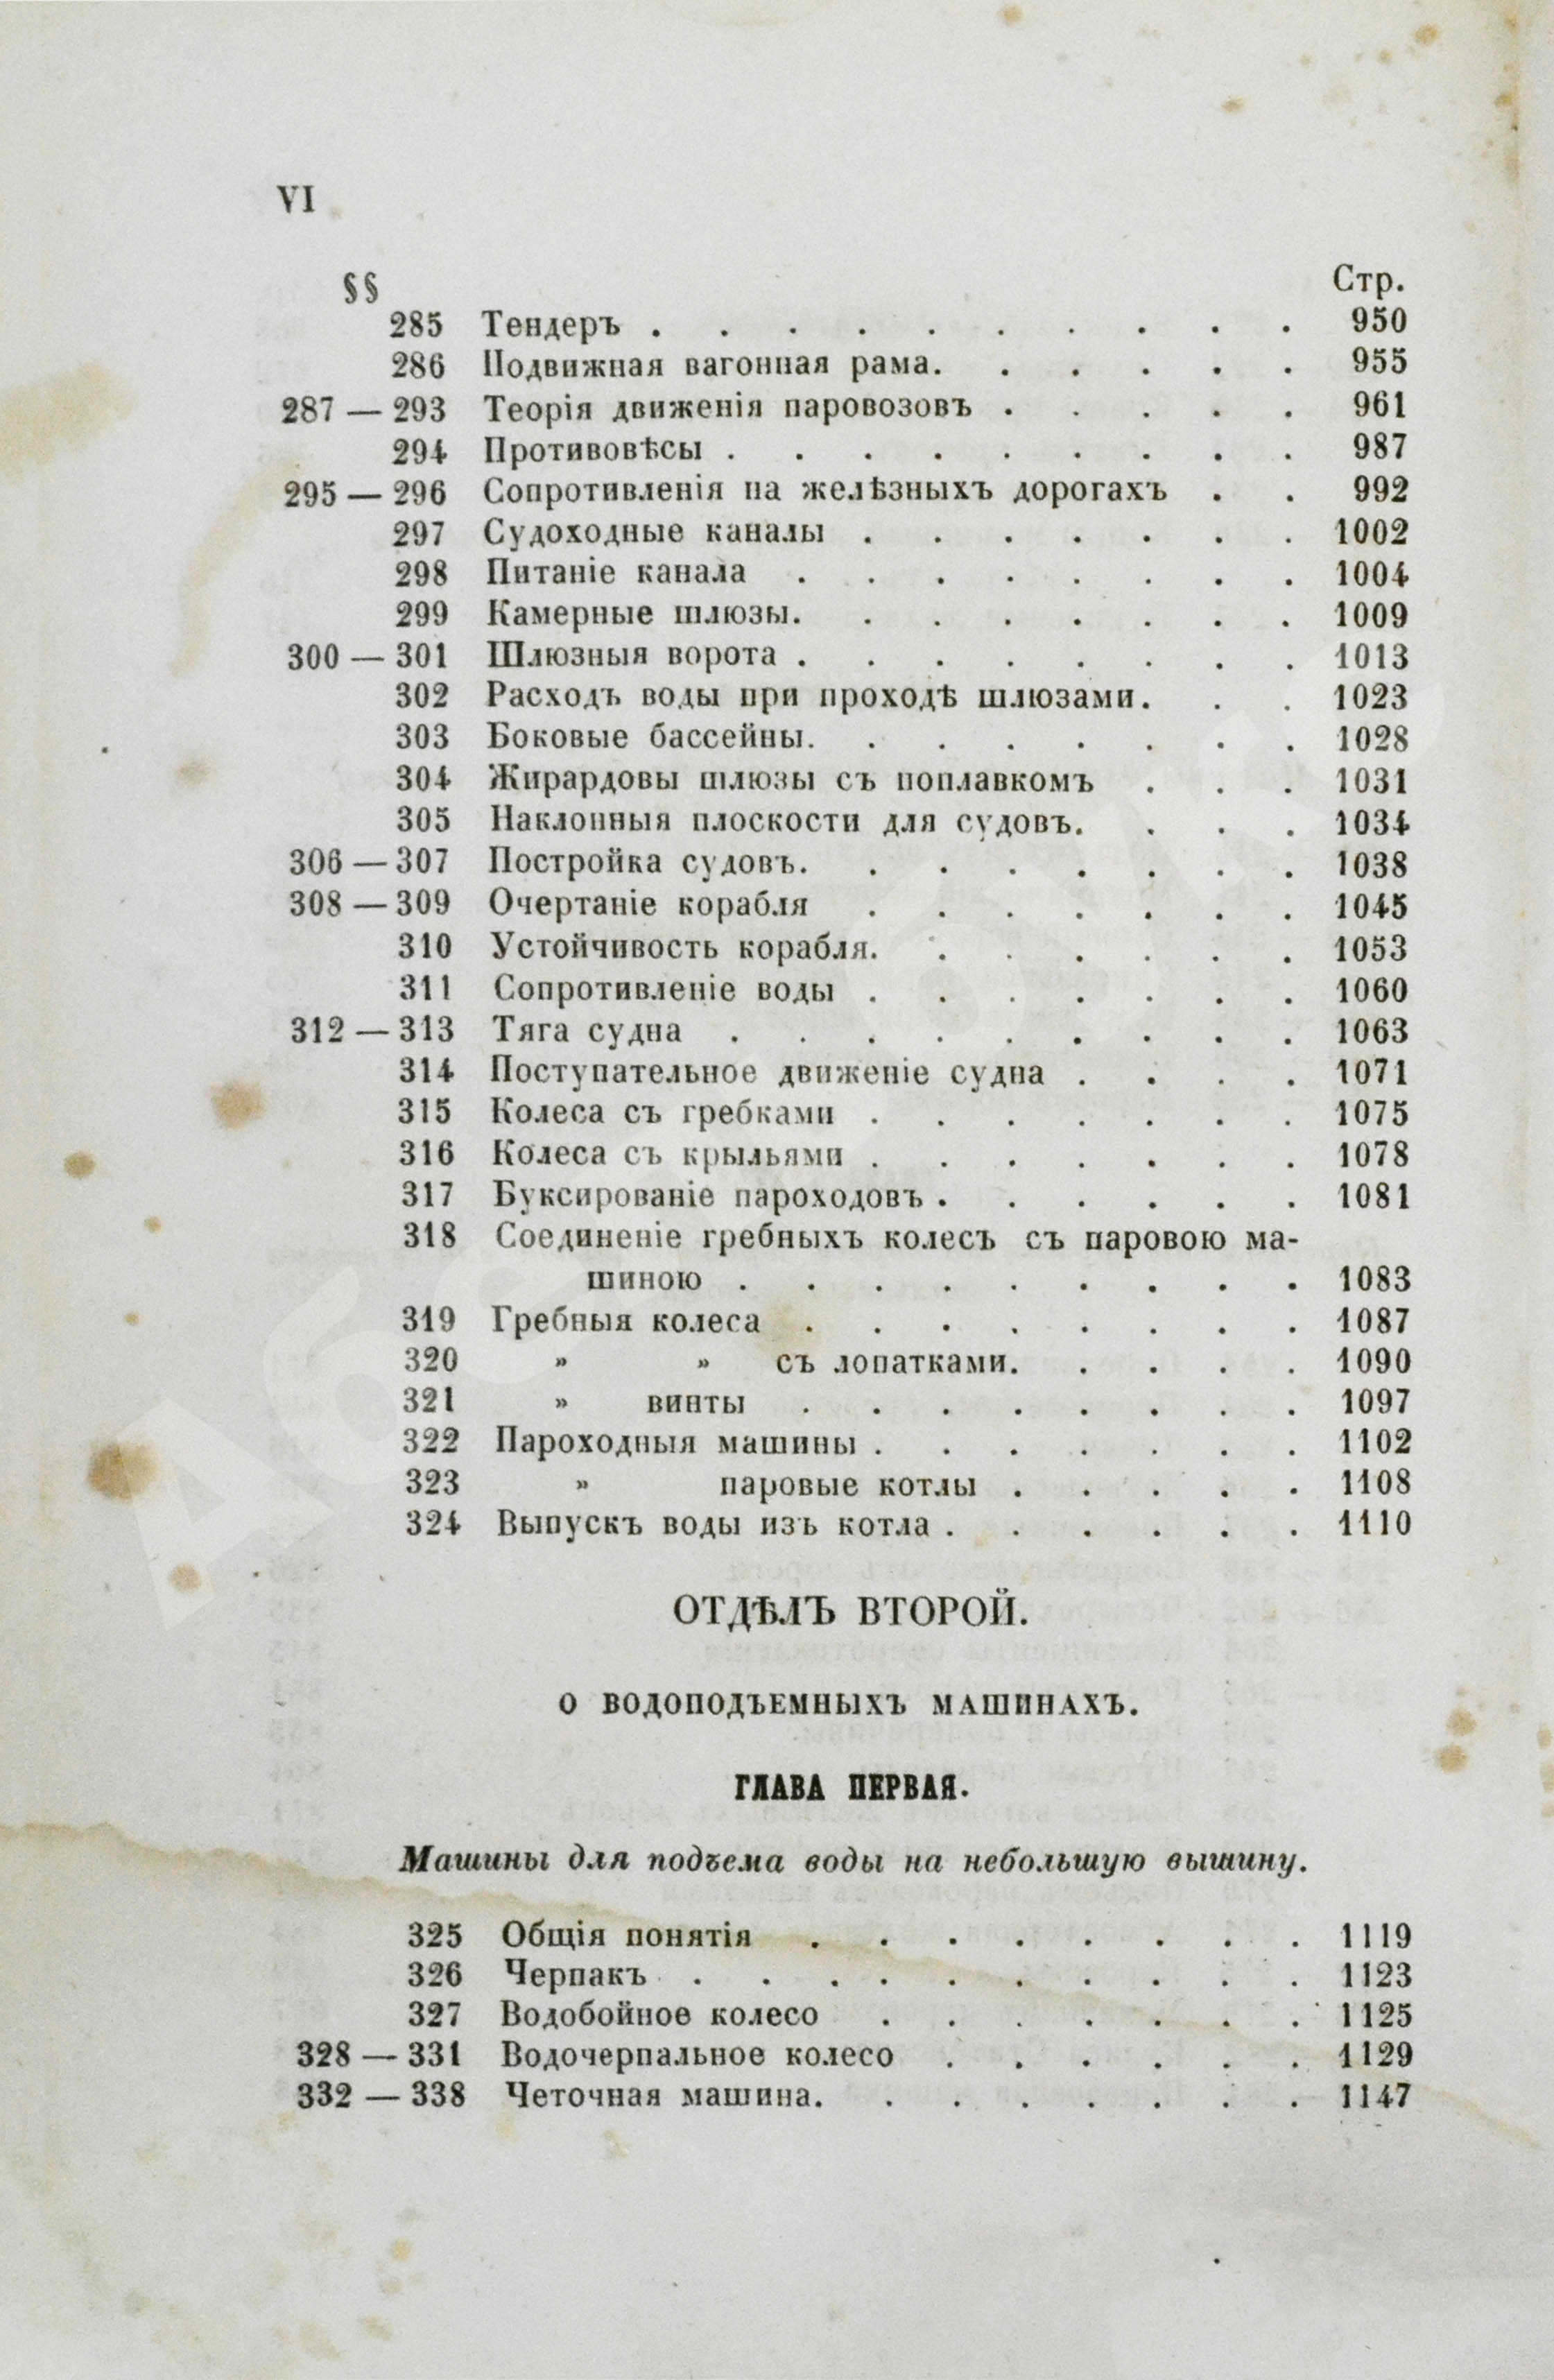 VI
§§ Стр.
285 Тендеръ . . . . . . . . . . 950
286 Подвижная вагонная рама. . . . . . 955
287 — 293 Теорія движенія паровозовъ . . . . . 961
294 Противовѣсы . . . . . . . . . 987
295 — 296 Сопротивленія на желѣзныхъ дорогахъ . . 992
297 Судоходные каналы . . . . . . . 1002
298 Питаніе канала . . . . . . . . 1004
299 Камерные шлюзы. . . . . . . . 1009
300 — 301 Шлюзныя ворота . . . . . . . . 1013
302 Расходъ воды при проходѣ шлюзами. . . 1023
303 Боковые бассейны. . . . . . . . 1028
304 Жирардовы шлюзы съ поплавкомъ . . . 1031
305 Наклонныя плоскости для судовъ. . . . 1034
306 — 307 Постройка судовъ. . . . . . . . 1038
308 — 309 Очертаніе корабля . . . . . . . 1045
310 Устойчивость корабля. . . . . . . 1053
311 Сопротивленіе воды . . . . . . . 1060
312 — 313 Тяга судна . . . . . . . . . 1063
314 Поступательное движеніе судна . . . . 1071
315 Колеса съ гребками . . . . . . . 1075
316 Колеса съ крыльями . . . . . . . 1078
317 Буксированіе пароходовъ . . . . . . 1081
318 Соединеніе гребныхъ колесъ съ паровою ма-
шиною . . . . . . . . . 1083
319 Гребныя колеса . . . . . . . . 1087
320 » » съ лопатками. . . . . 1090
321 » винты . . . . . . . . 1097
322 Пароходныя машины . . . . . . . 1102
323 » паровые котлы . . . . . 1108
324 Выпускъ воды изъ котла . . . . . . 1110
ОТДѢЛЪ ВТОРОЙ.
О ВОДОПОДЪЕМНЫХЪ МАШИНАХЪ.
ГЛАВА ПЕРВАЯ.
Машины для подъема воды на небольшую вышину.
325 Общія понятія . . . . . . . . 1119
326 Черпакъ . . . . . . . . . . 1123
327 Водобойное колесо . . . . . . . 1125
328 — 331 Водочерпальное колесо . . . . . . 1129
332 — 338 Четочная машина. . . . . . . . 1147